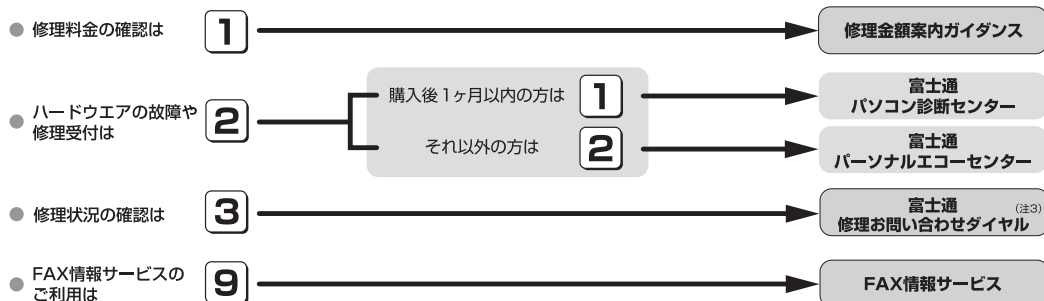 ● 修理料金の確認は 1 修理金額案内ガイダンス
● ハードウエアの故障や
修理受付は 2
購入後1ヶ月以内の方は 1 富士通
パソコン診断センター
それ以外の方は 2 富士通
パーソナルエコーセンター
● 修理状況の確認は 3 富士通 (注3)
修理お問い合わせダイヤル
● FAX情報サービスの
ご利用は 9 FAX情報サービス